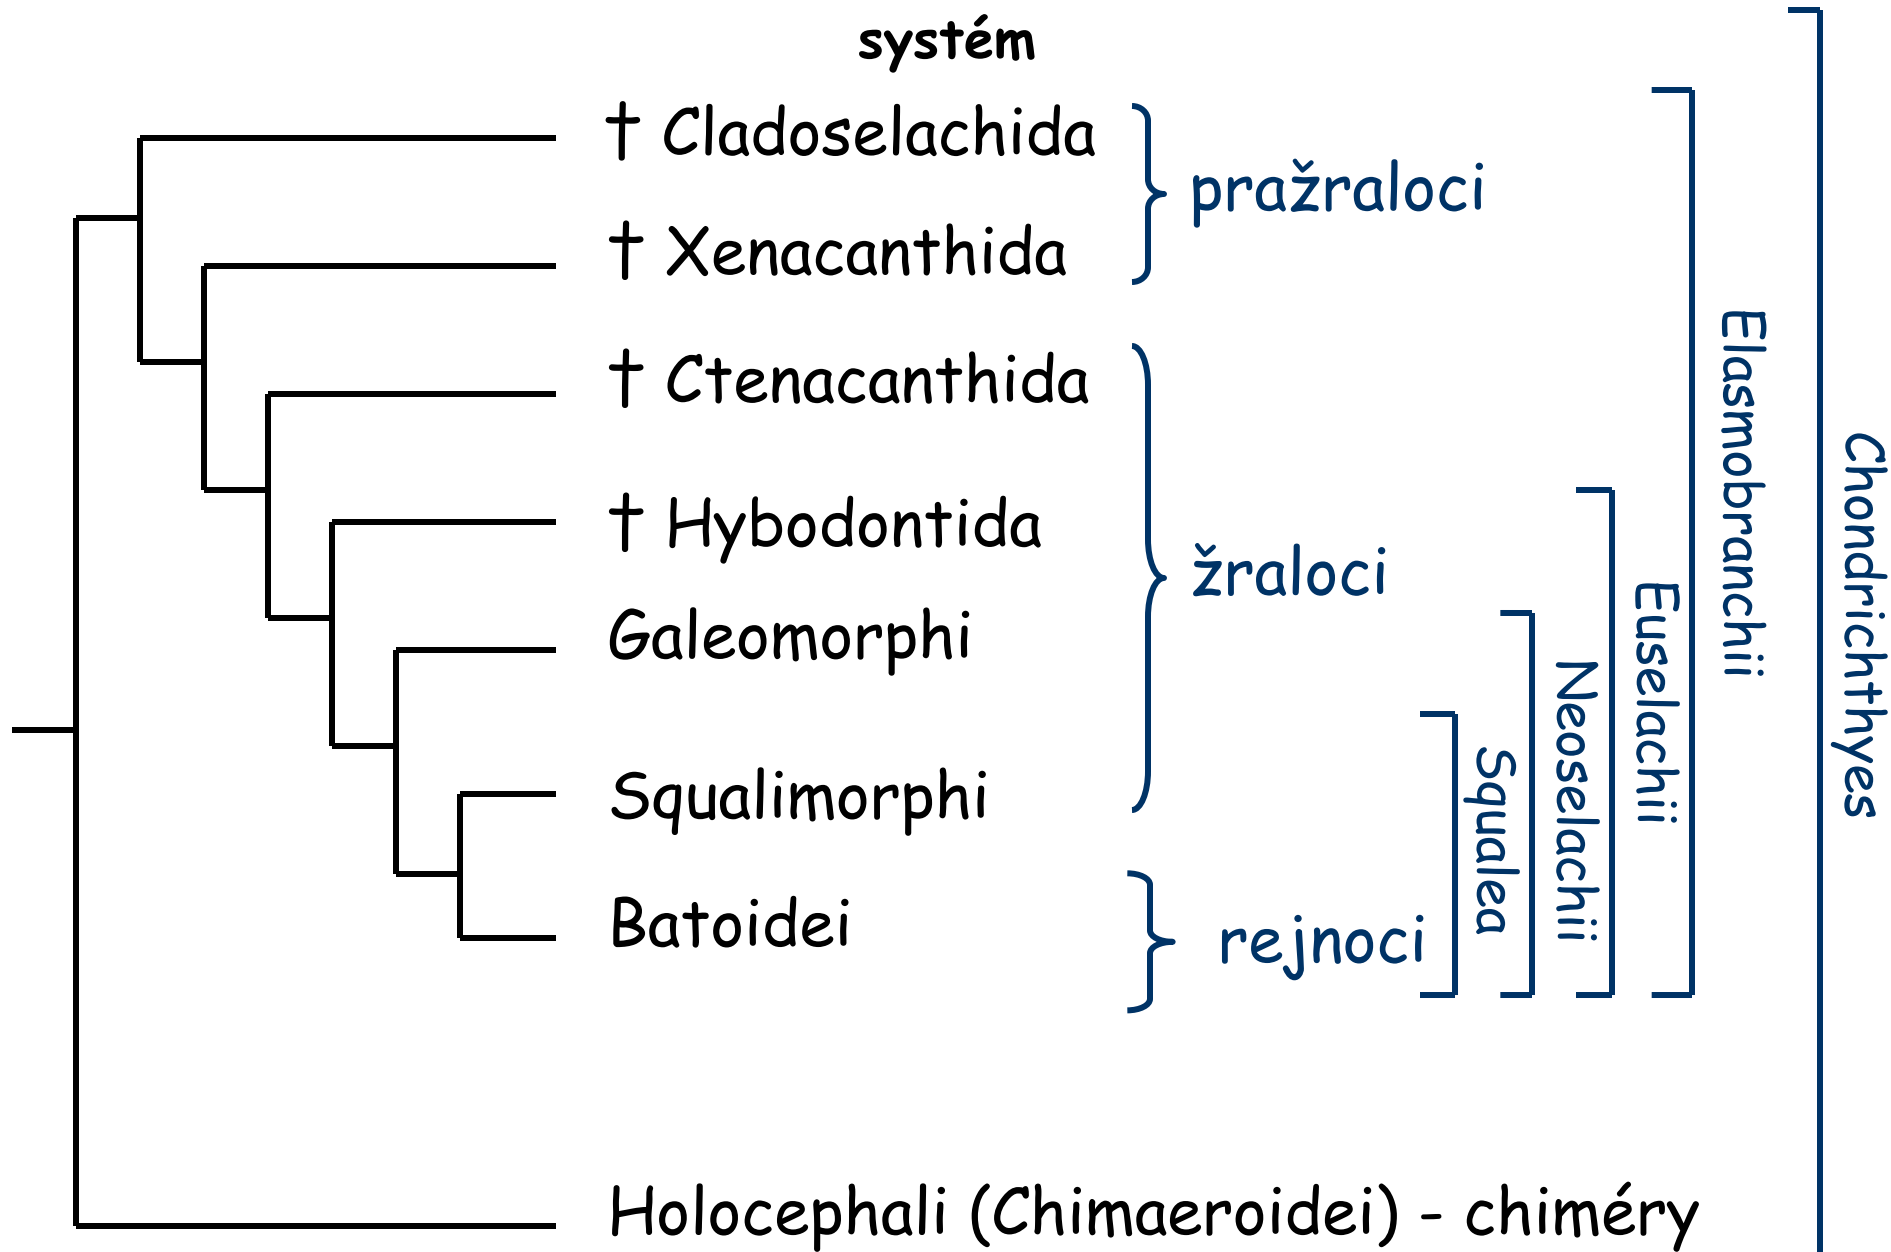 systém
† Cladoselachida
pražraloci
† Xenacanthida
† Ctenacanthida
† Hybodontida
žraloci
Galeomorphi
Squalimorphi
Batoidei
rejnoci
Squalea
Neoselachii
Euselachii
Elasmobranchii
Chondrichthyes
Holocephali (Chimaeroidei) - chiméry